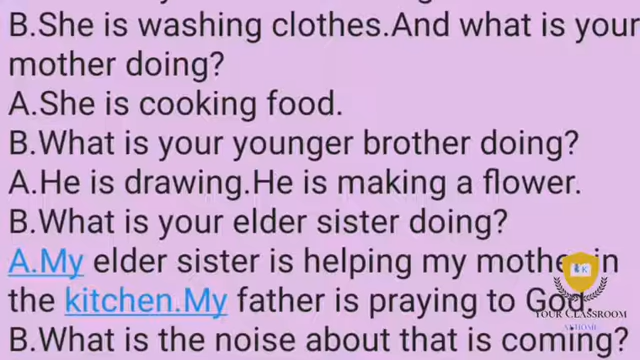 B.She is washing clothes.And what is your
mother doing?
A.She is cooking food.
B.What is your younger brother doing?
A.He is drawing.He is making a flower.
B.What is your elder sister doing?
A.My elder sister is helping my mother in
the kitchen.My father is praying to God.
B.What is the noise about that is coming?
YOUR CLASSROOM
AT HOME